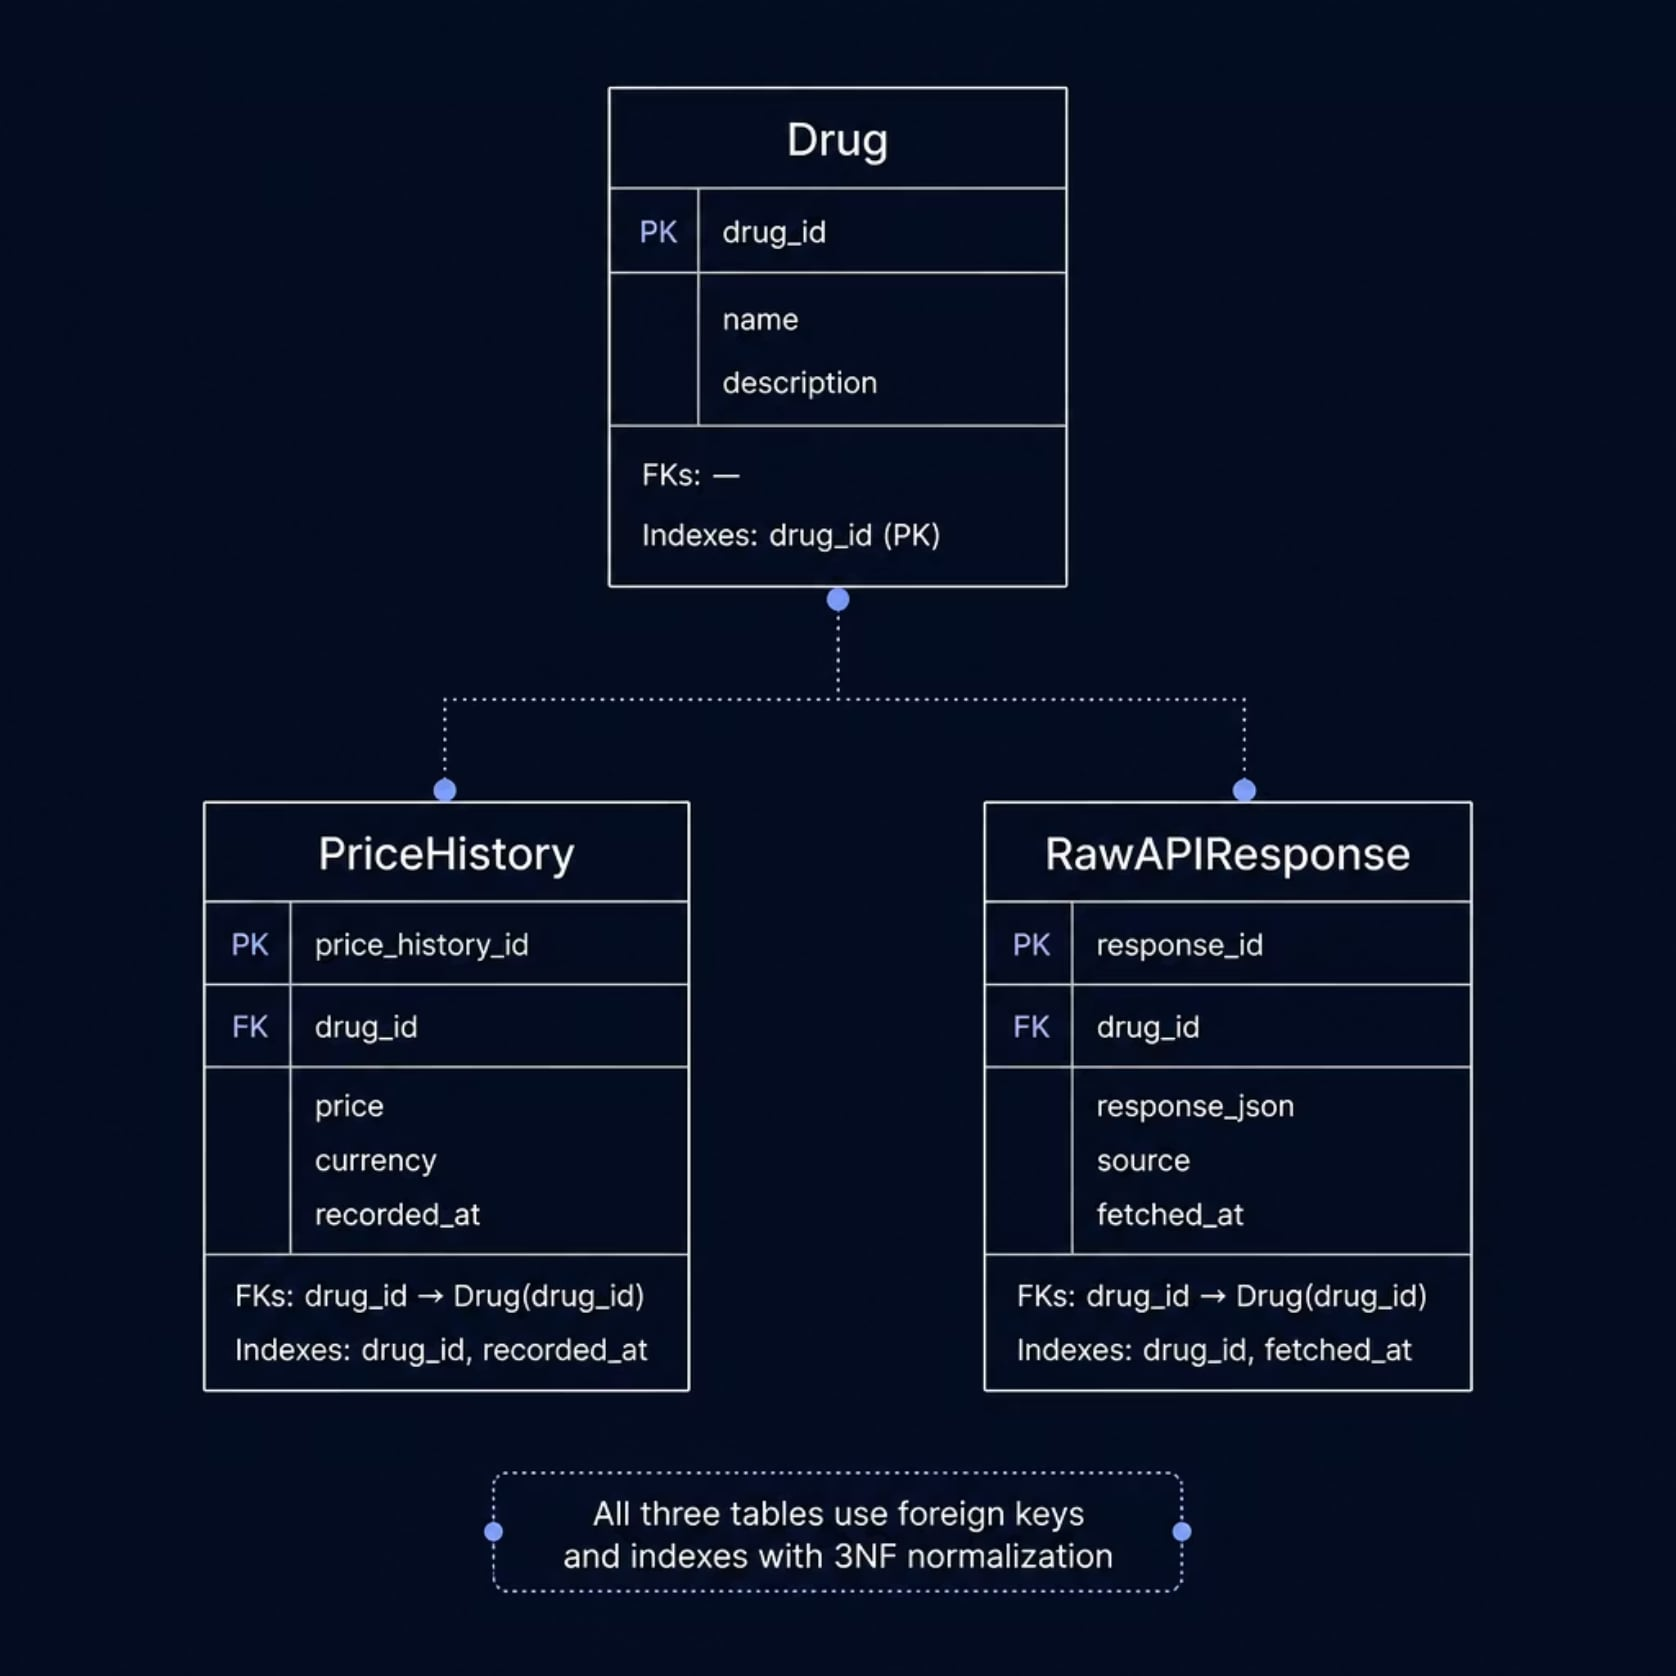 Drug
PK drug_id
name
description
FKs: —
Indexes: drug_id (PK)
PriceHistory
PK price_history_id
FK drug_id
price
currency
recorded_at
FKs: drug_id → Drug(drug_id)
Indexes: drug_id, recorded_at
RawAPIResponse
PK response_id
FK drug_id
response_json
source
fetched_at
FKs: drug_id → Drug(drug_id)
Indexes: drug_id, fetched_at
All three tables use foreign keys
and indexes with 3NF normalization